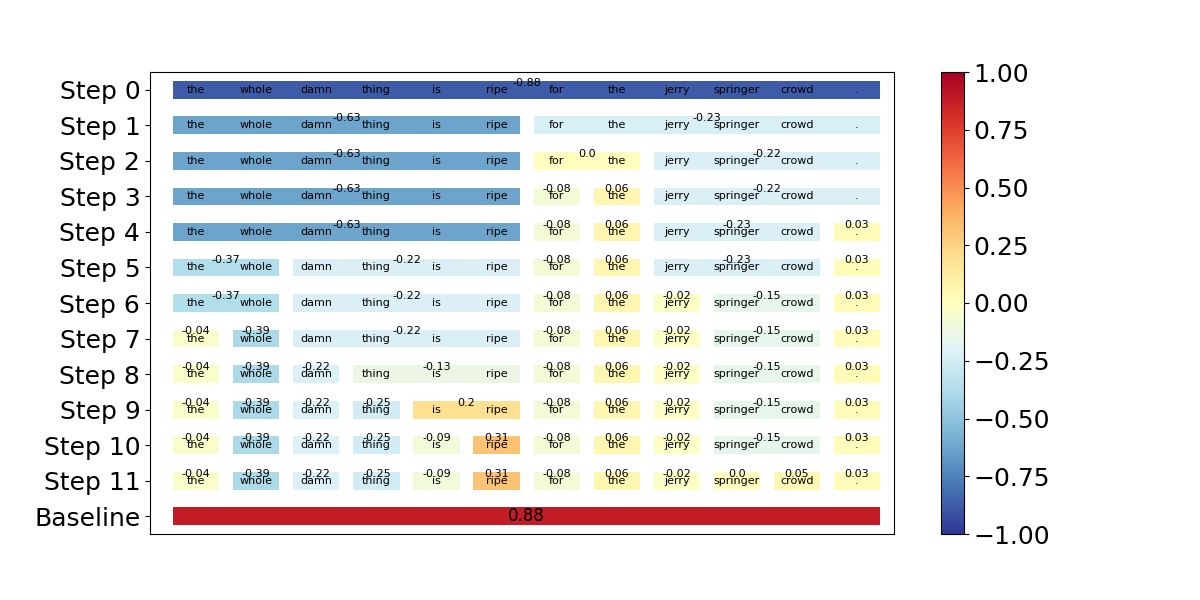 -0.88
Step 0 the whole damn thing is ripe for the jerry springer crowd .
-0.63 -0.23
Step 1 the whole damn thing is ripe for the jerry springer crowd .
-0.63 0.0 -0.22
Step 2 the whole damn thing is ripe for the jerry springer crowd .
-0.63 -0.08 0.06 -0.22
Step 3 the whole damn thing is ripe for the jerry springer crowd .
-0.63 -0.08 0.06 -0.23 0.03
Step 4 the whole damn thing is ripe for the jerry springer crowd .
-0.37 -0.22 -0.08 0.06 -0.23 0.03
Step 5 the whole damn thing is ripe for the jerry springer crowd .
-0.37 -0.22 -0.08 0.06 -0.02 -0.15 0.03
Step 6 the whole damn thing is ripe for the jerry springer crowd .
-0.04 -0.39 -0.22 -0.08 0.06 -0.02 -0.15 0.03
Step 7 the whole damn thing is ripe for the jerry springer crowd .
-0.04 -0.39 -0.22 -0.13 -0.08 0.06 -0.02 -0.15 0.03
Step 8 the whole damn thing is ripe for the jerry springer crowd .
-0.04 -0.39 -0.22 -0.25 0.2 -0.08 0.06 -0.02 -0.15 0.03
Step 9 the whole damn thing is ripe for the jerry springer crowd .
-0.04 -0.39 -0.22 -0.25 -0.09 0.31 -0.08 0.06 -0.02 -0.15 0.03
Step 10 the whole damn thing is ripe for the jerry springer crowd .
-0.04 -0.39 -0.22 -0.25 -0.09 0.31 -0.08 0.06 -0.02 0.0 0.05 0.03
Step 11 the whole damn thing is ripe for the jerry springer crowd .
Baseline 0.88
1.00
0.75
0.50
0.25
0.00
−0.25
−0.50
−0.75
−1.00